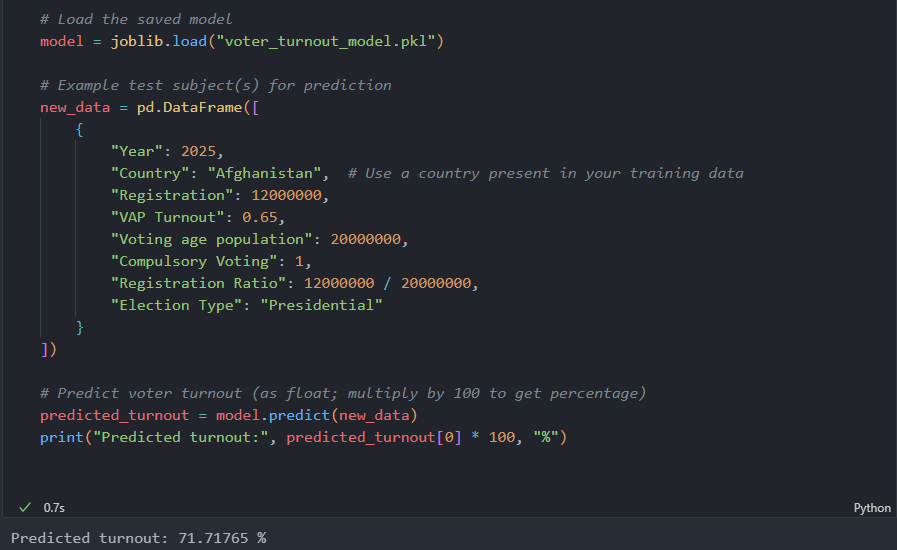 # Load the saved model
model = joblib.load("voter_turnout_model.pkl")
# Example test subject(s) for prediction
new_data = pd.DataFrame([
{
"Year": 2025,
"Country": "Afghanistan",  # Use a country present in your training data
"Registration": 12000000,
"VAP Turnout": 0.65,
"Voting age population": 20000000,
"Compulsory Voting": 1,
"Registration Ratio": 12000000 / 20000000,
"Election Type": "Presidential"
}
])
# Predict voter turnout (as float; multiply by 100 to get percentage)
predicted_turnout = model.predict(new_data)
print("Predicted turnout:", predicted_turnout[0] * 100, "%")
0.7s
Python
Predicted turnout: 71.71765 %